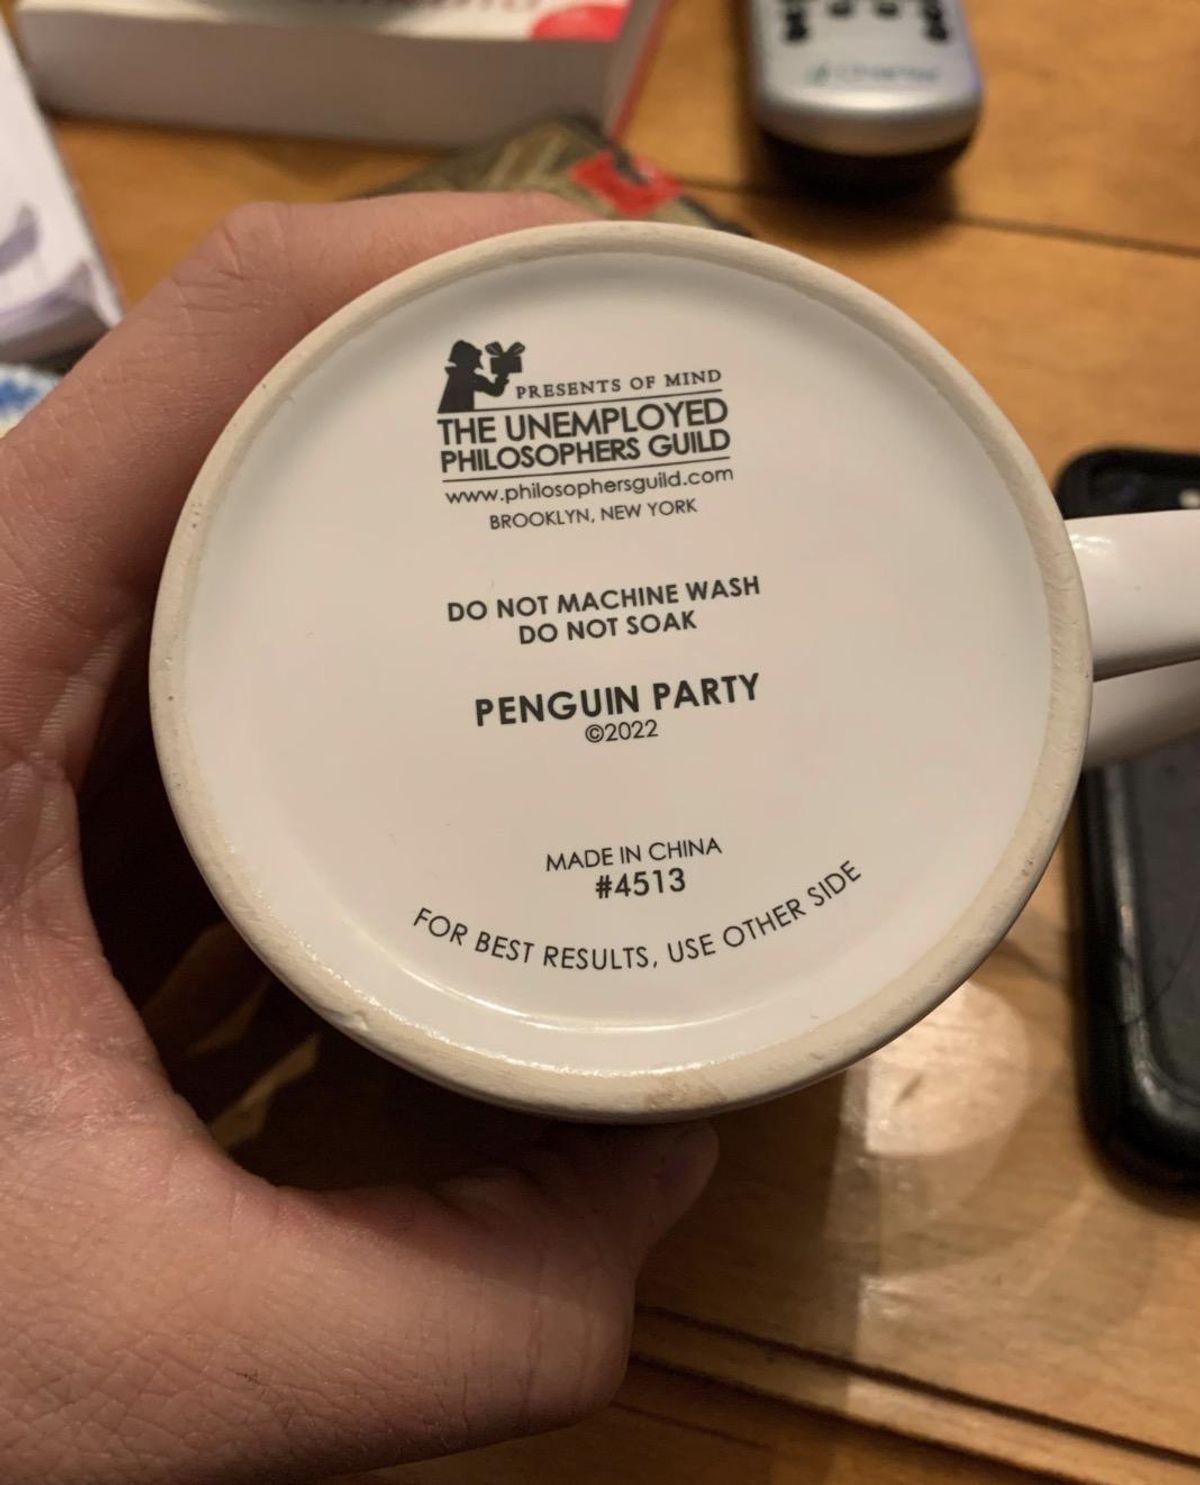 PRESENTS OF MIND
THE UNEMPLOYED
PHILOSOPHERS GUILD
www.philosophersguild.com
BROOKLYN, NEW YORK
DO NOT MACHINE WASH
DO NOT SOAK
PENGUIN PARTY
©2022
MADE IN CHINA
#4513
FOR BEST RESULTS, USE OTHER SIDE